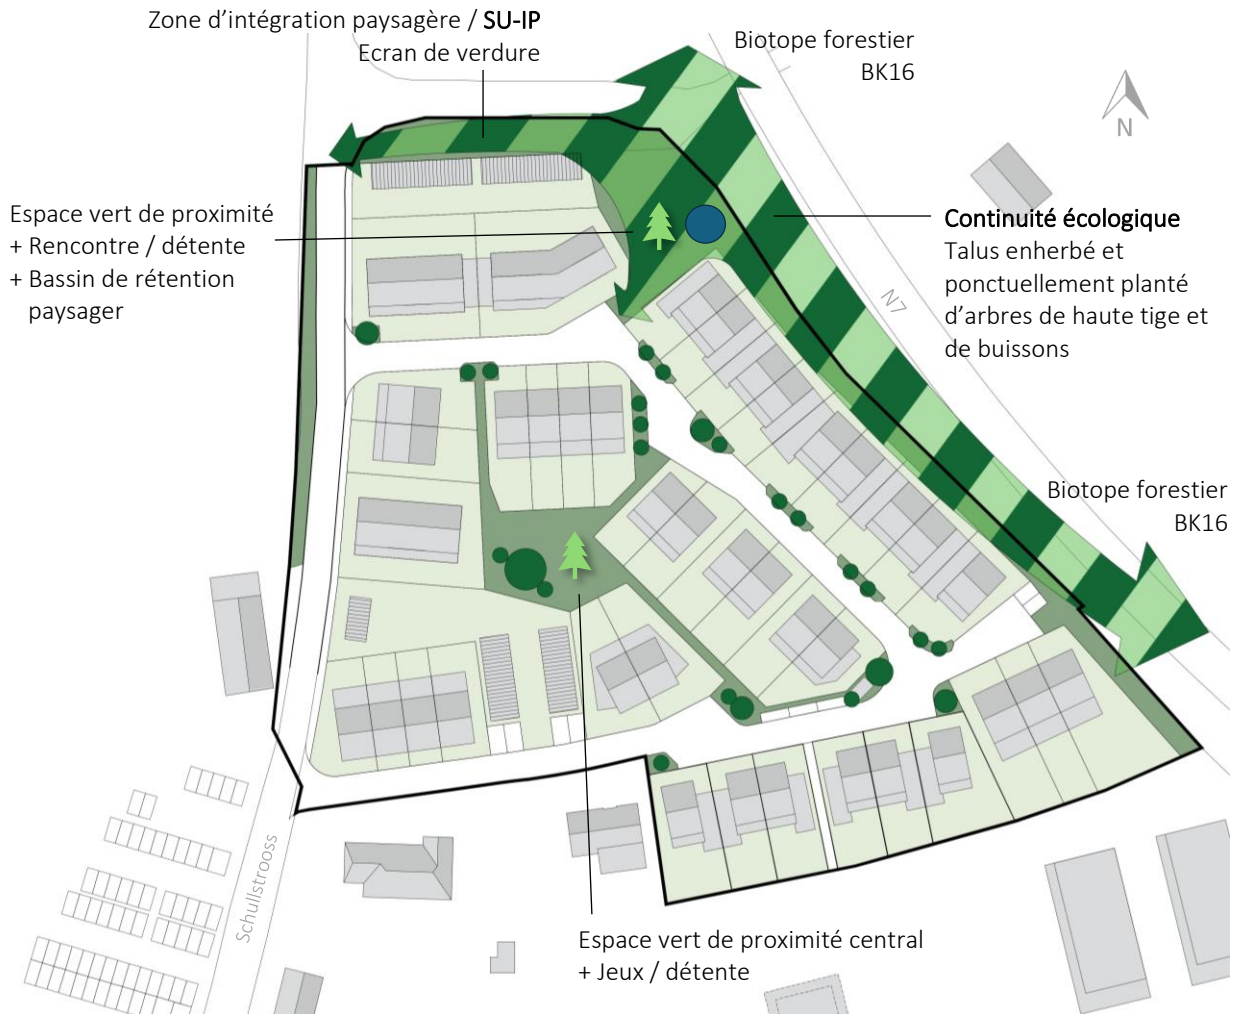 Zone d’intégration paysagère / SU-IP
Ecran de verdure
Biotope forestier
BK16
N
Espace vert de proximité
+ Rencontre / détente
+ Bassin de rétention
paysager
Continuité écologique
Talus enherbé et
ponctuellement planté
d’arbres de haute tige et
de buissons
N7
Biotope forestier
BK16
Schullstrooss
Espace vert de proximité central
+ Jeux / détente